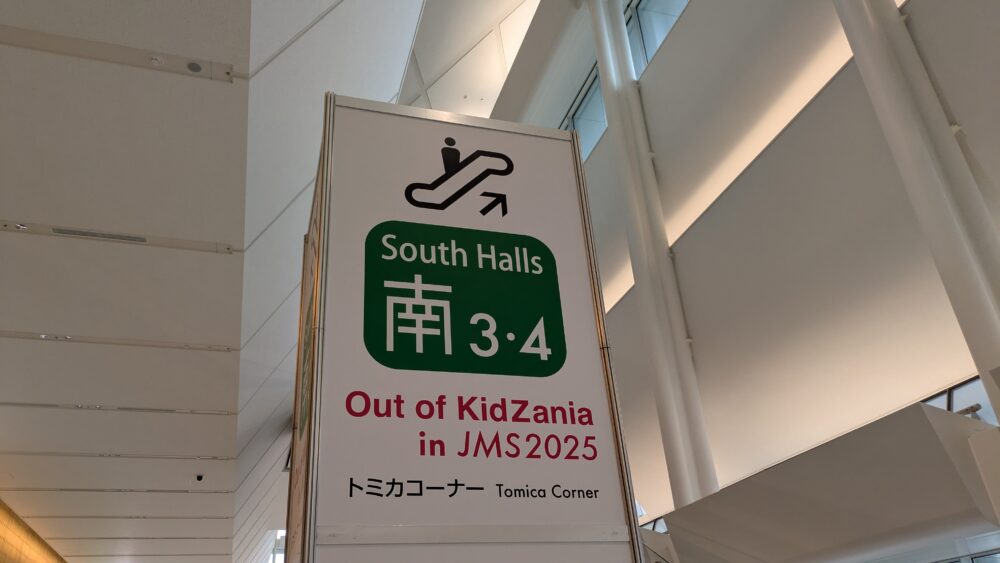 South Halls
南 3・4
Out of KidZania
in JMS2025
トミカコーナー Tomica Corner